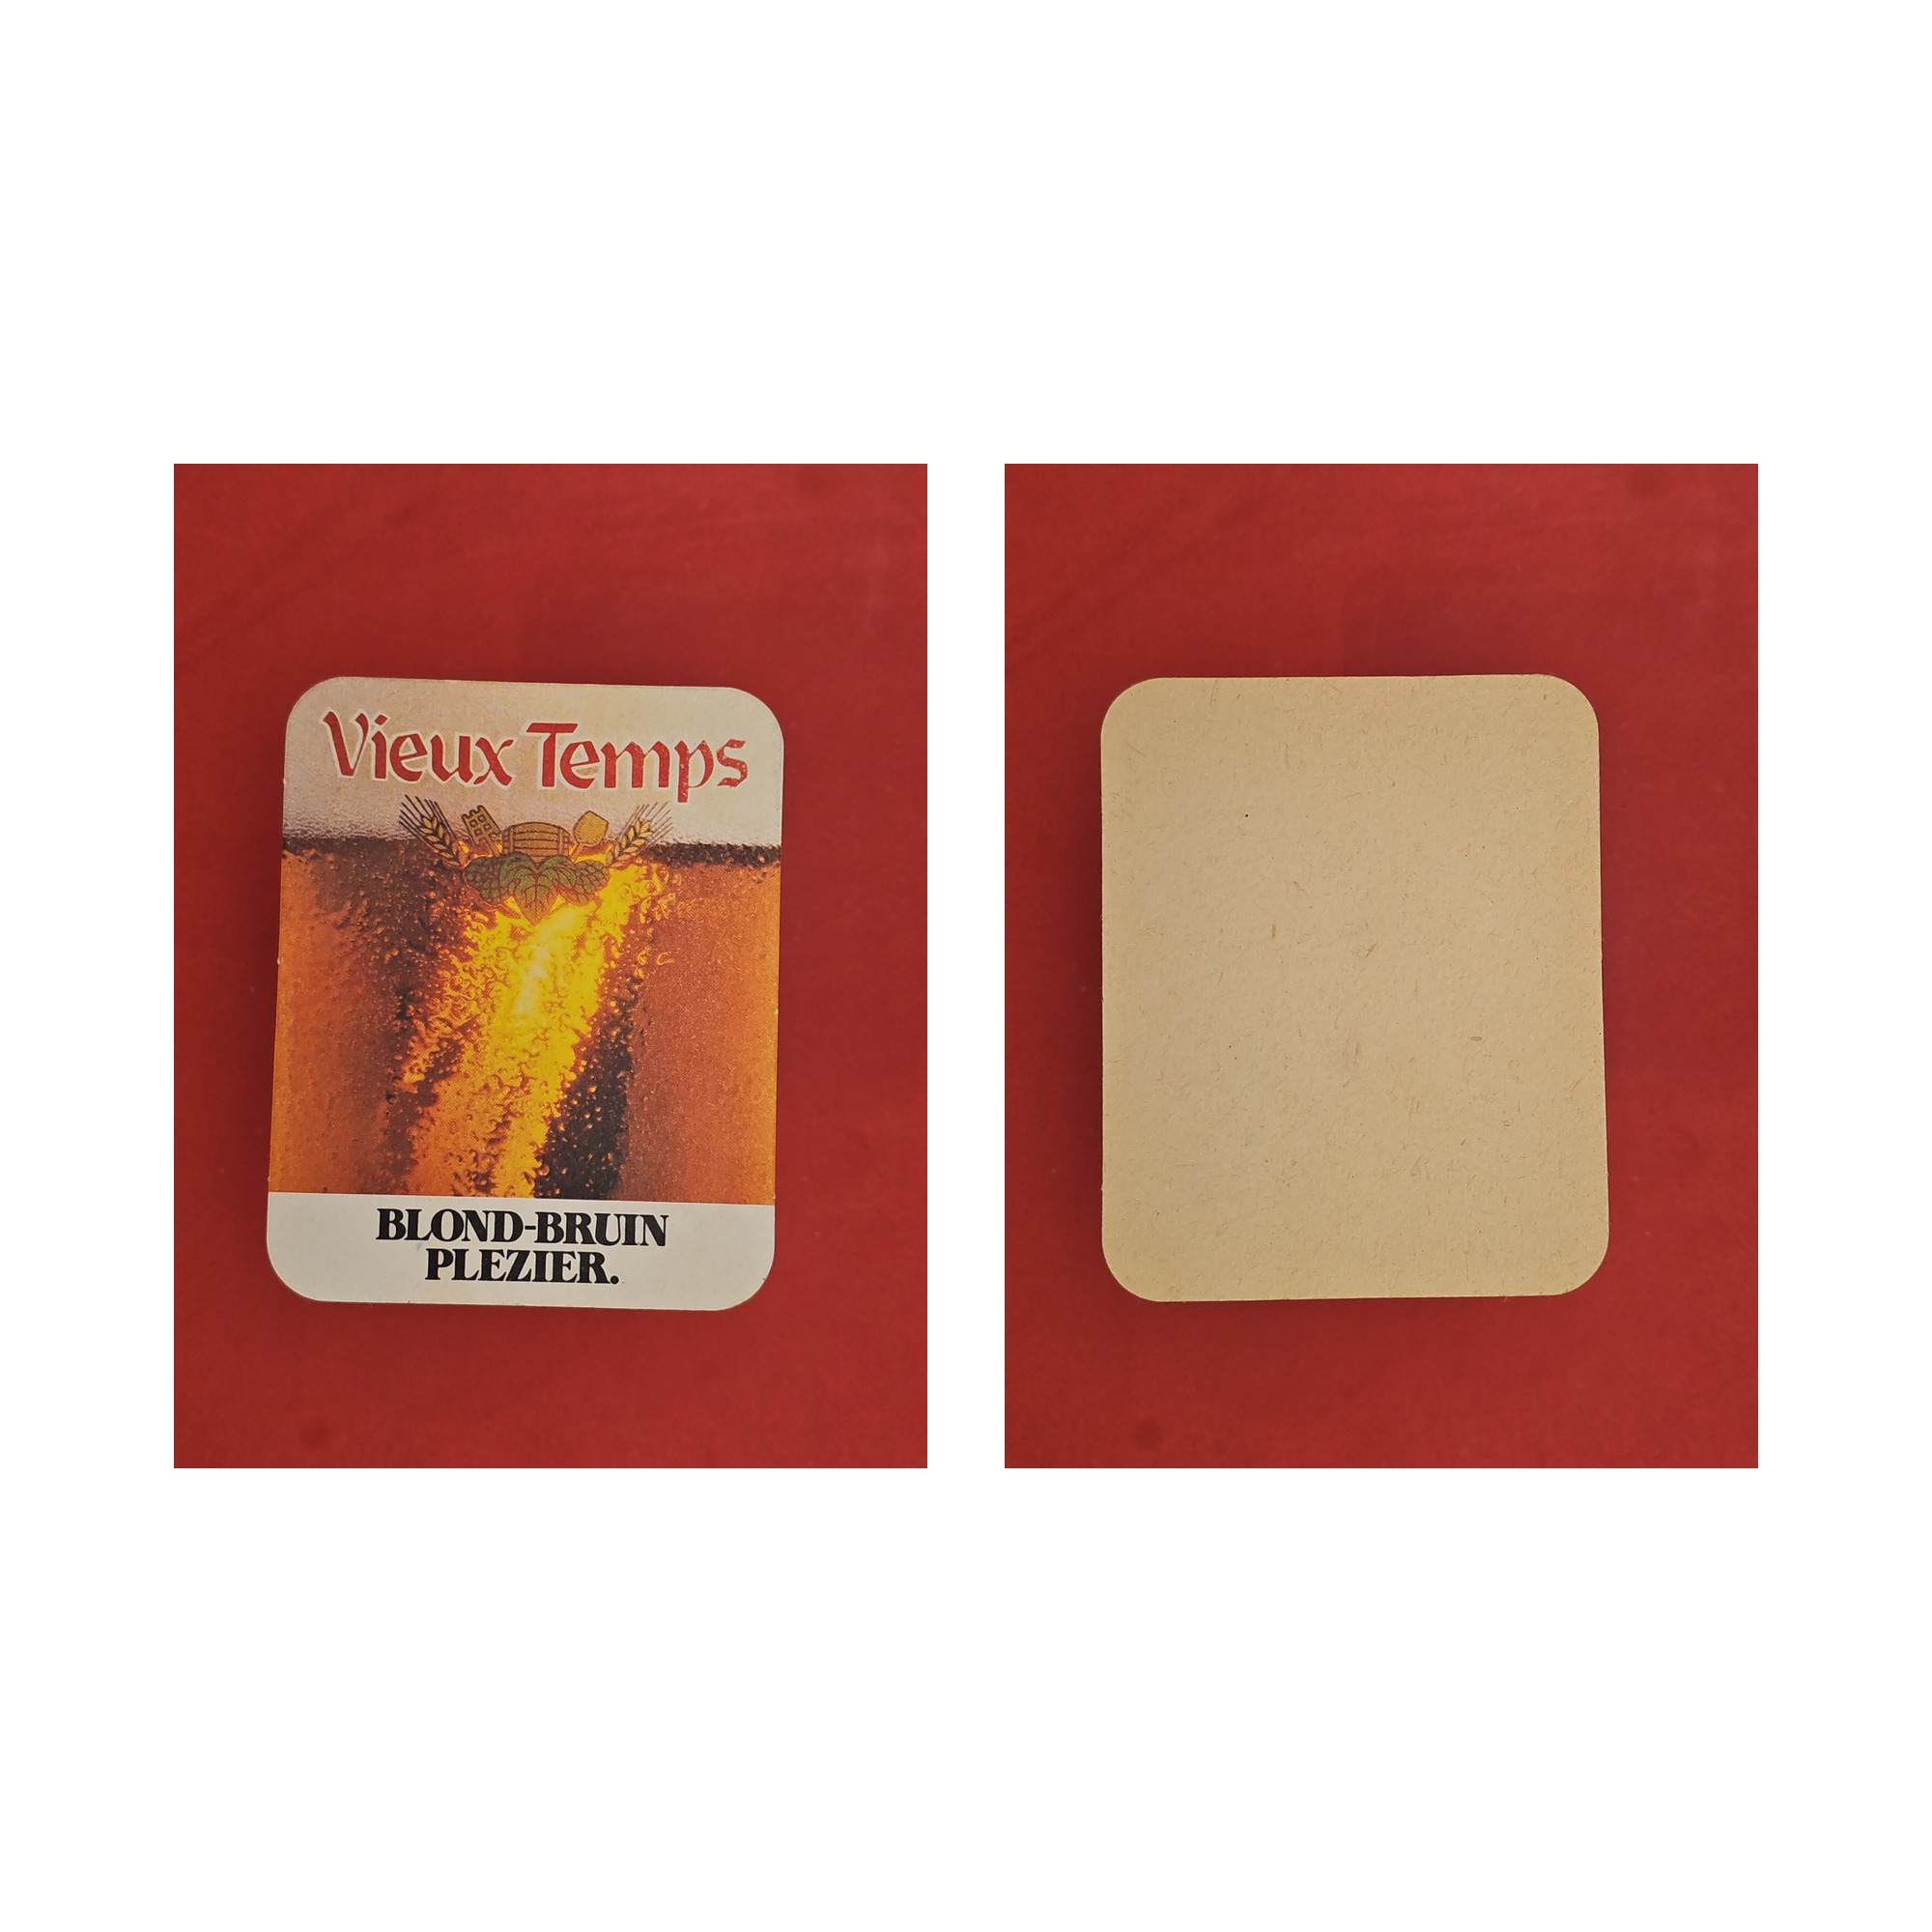 Vieux Temps
BLOND-BRUIN
PLEZIER.